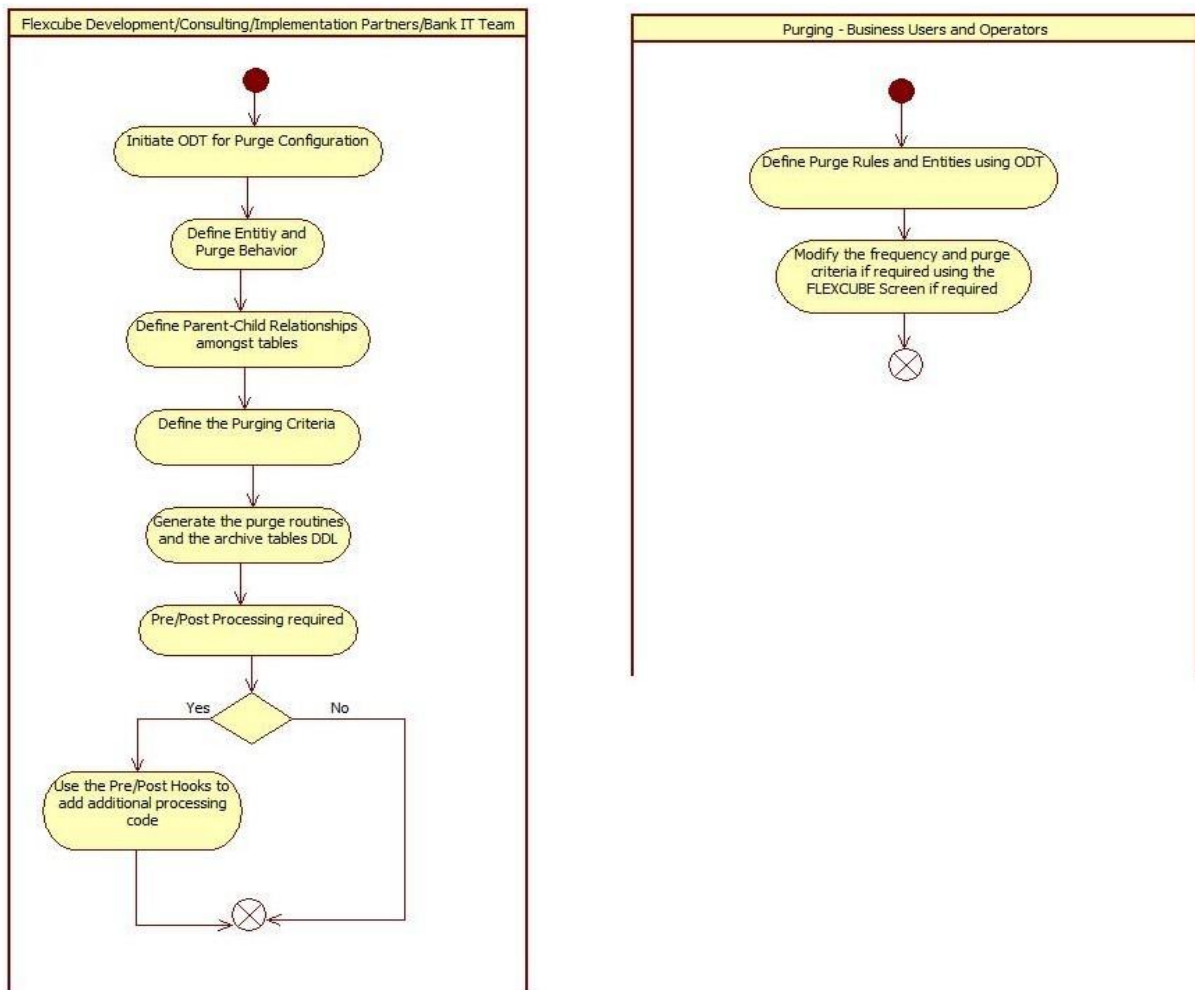 Flexcube Development/Consulting/Implementation Partners/Bank IT Team
Initiate ODT for Purge Configuration
Define Entitiy and
Purge Behavior
Define Parent-Child Relationships
amongst tables
Define the Purging Criteria
Generate the purge routines
and the archive tables DDL
Pre/Post Processing required
Yes
No
Use the Pre/Post Hooks to
add additional processing
code
Purging - Business Users and Operators
Define Purge Rules and Entities using ODT
Modify the frequency and purge
criteria if required using the
FLEXCUBE Screen if required